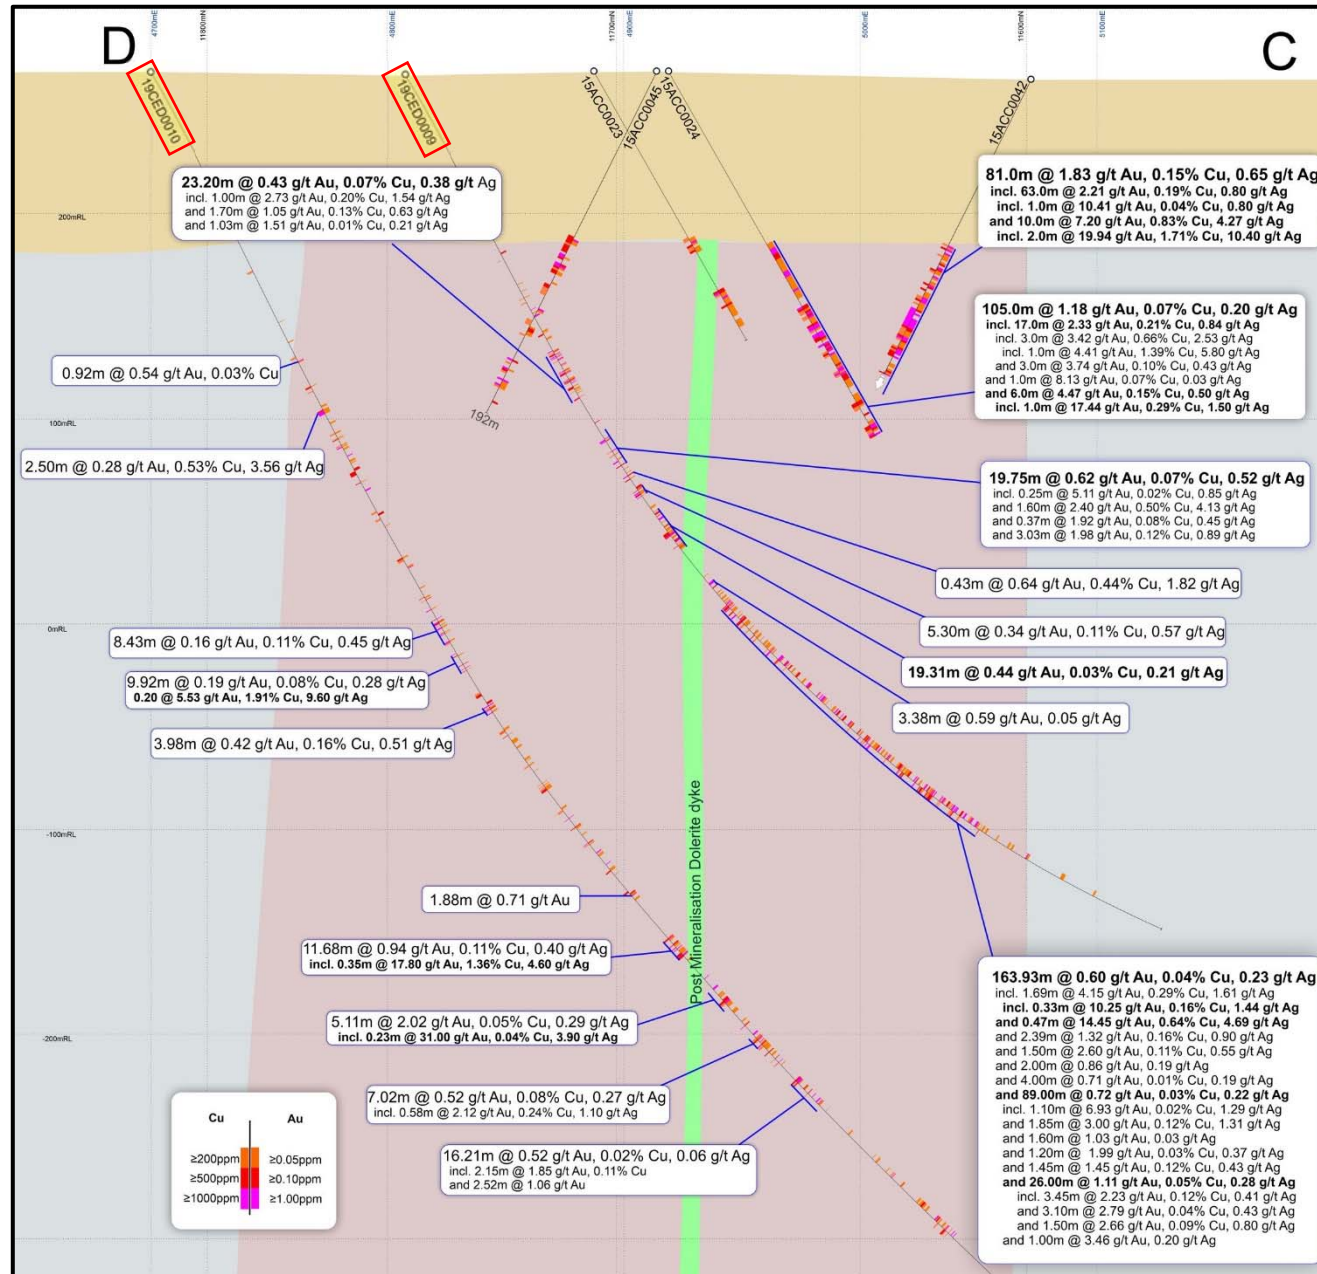 4700mE
11800mN
4800mE
11700mN
4900mE
5000mE
11600mN
5100mE
D
C
19CED0010
19CED0009
15ACC0023
15ACC0045
15ACC0024
15ACC0042
23.20m @ 0.43 g/t Au, 0.07% Cu, 0.38 g/t Ag
incl. 1.00m @ 2.73 g/t Au, 0.20% Cu, 1.54 g/t Ag
and 1.70m @ 1.05 g/t Au, 0.13% Cu, 0.63 g/t Ag
and 1.03m @ 1.51 g/t Au, 0.01% Cu, 0.21 g/t Ag
81.0m @ 1.83 g/t Au, 0.15% Cu, 0.65 g/t Ag
incl. 63.0m @ 2.21 g/t Au, 0.19% Cu, 0.80 g/t Ag
incl. 1.0m @ 10.41 g/t Au, 0.04% Cu, 0.80 g/t Ag
and 10.0m @ 7.20 g/t Au, 0.83% Cu, 4.27 g/t Ag
incl. 2.0m @ 19.94 g/t Au, 1.71% Cu, 10.40 g/t Ag
200mRL
105.0m @ 1.18 g/t Au, 0.07% Cu, 0.20 g/t Ag
incl. 17.0m @ 2.33 g/t Au, 0.21% Cu, 0.84 g/t Ag
incl. 3.0m @ 3.42 g/t Au, 0.66% Cu, 2.53 g/t Ag
incl. 1.0m @ 4.41 g/t Au, 1.39% Cu, 5.80 g/t Ag
and 3.0m @ 3.74 g/t Au, 0.10% Cu, 0.43 g/t Ag
and 1.0m @ 8.13 g/t Au, 0.07% Cu, 0.03 g/t Ag
and 6.0m @ 4.47 g/t Au, 0.15% Cu, 0.50 g/t Ag
incl. 1.0m @ 17.44 g/t Au, 0.29% Cu, 1.50 g/t Ag
0.92m @ 0.54 g/t Au, 0.03% Cu
192m
100mRL
2.50m @ 0.28 g/t Au, 0.53% Cu, 3.56 g/t Ag
19.75m @ 0.62 g/t Au, 0.07% Cu, 0.52 g/t Ag
incl. 0.25m @ 5.11 g/t Au, 0.02% Cu, 0.85 g/t Ag
and 1.60m @ 2.40 g/t Au, 0.50% Cu, 4.13 g/t Ag
and 0.37m @ 1.92 g/t Au, 0.08% Cu, 0.45 g/t Ag
and 3.03m @ 1.98 g/t Au, 0.12% Cu, 0.89 g/t Ag
0.43m @ 0.64 g/t Au, 0.44% Cu, 1.82 g/t Ag
0mRL
5.30m @ 0.34 g/t Au, 0.11% Cu, 0.57 g/t Ag
8.43m @ 0.16 g/t Au, 0.11% Cu, 0.45 g/t Ag
19.31m @ 0.44 g/t Au, 0.03% Cu, 0.21 g/t Ag
9.92m @ 0.19 g/t Au, 0.08% Cu, 0.28 g/t Ag
0.20 @ 5.53 g/t Au, 1.91% Cu, 9.60 g/t Ag
3.38m @ 0.59 g/t Au, 0.05 g/t Ag
3.98m @ 0.42 g/t Au, 0.16% Cu, 0.51 g/t Ag
-100mRL
Post Mineralisation Dolerite dyke
1.88m @ 0.71 g/t Au
11.68m @ 0.94 g/t Au, 0.11% Cu, 0.40 g/t Ag
incl. 0.35m @ 17.80 g/t Au, 1.36% Cu, 4.60 g/t Ag
5.11m @ 2.02 g/t Au, 0.05% Cu, 0.29 g/t Ag
incl. 0.23m @ 31.00 g/t Au, 0.04% Cu, 3.90 g/t Ag
-200mRL
7.02m @ 0.52 g/t Au, 0.08% Cu, 0.27 g/t Ag
incl. 0.58m @ 2.12 g/t Au, 0.24% Cu, 1.10 g/t Ag
16.21m @ 0.52 g/t Au, 0.02% Cu, 0.06 g/t Ag
incl. 2.15m @ 1.85 g/t Au, 0.11% Cu
and 2.52m @ 1.06 g/t Au
163.93m @ 0.60 g/t Au, 0.04% Cu, 0.23 g/t Ag
incl. 1.69m @ 4.15 g/t Au, 0.29% Cu, 1.61 g/t Ag
incl. 0.33m @ 10.25 g/t Au, 0.16% Cu, 1.44 g/t Ag
and 0.47m @ 14.45 g/t Au, 0.64% Cu, 4.69 g/t Ag
and 2.39m @ 1.32 g/t Au, 0.16% Cu, 0.90 g/t Ag
and 1.50m @ 2.60 g/t Au, 0.11% Cu, 0.55 g/t Ag
and 2.00m @ 0.86 g/t Au, 0.19 g/t Ag
and 4.00m @ 0.71 g/t Au, 0.01% Cu, 0.19 g/t Ag
and 89.00m @ 0.72 g/t Au, 0.03% Cu, 0.22 g/t Ag
incl. 1.10m @ 6.93 g/t Au, 0.02% Cu, 1.29 g/t Ag
and 1.85m @ 3.00 g/t Au, 0.12% Cu, 1.31 g/t Ag
and 1.60m @ 1.03 g/t Au, 0.03 g/t Ag
and 1.20m @ 1.99 g/t Au, 0.03% Cu, 0.37 g/t Ag
and 1.45m @ 1.45 g/t Au, 0.12% Cu, 0.43 g/t Ag
and 26.00m @ 1.11 g/t Au, 0.05% Cu, 0.28 g/t Ag
incl. 3.45m @ 2.23 g/t Au, 0.12% Cu, 0.41 g/t Ag
and 3.10m @ 2.79 g/t Au, 0.04% Cu, 0.43 g/t Ag
and 1.50m @ 2.66 g/t Au, 0.09% Cu, 0.80 g/t Ag
and 1.00m @ 3.46 g/t Au, 0.20 g/t Ag
Cu Au
≥200ppm ≥0.05ppm
≥500ppm ≥0.10ppm
≥1000ppm ≥1.00ppm